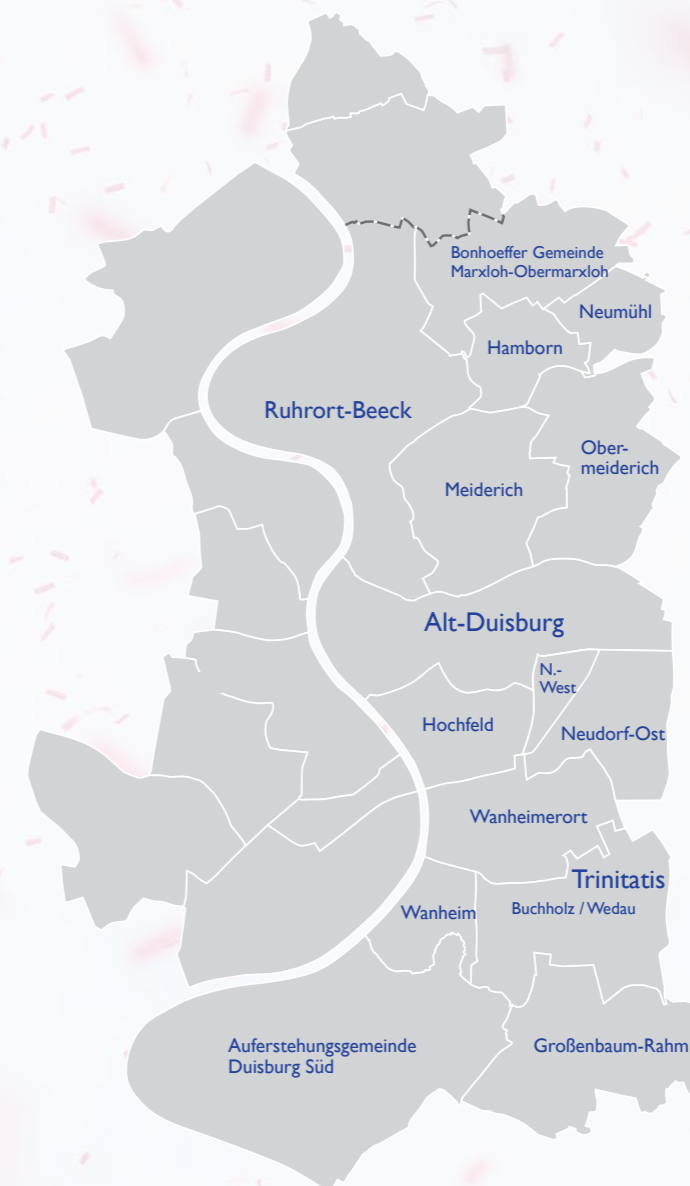 Bonhoeffer Gemeinde
Marxloh-Obermarxloh
Neumühl
Hamborn
Ruhrort-Beeck
Ober-
meiderich
Meiderich
Alt-Duisburg
N.-
West
Hochfeld
Neudorf-Ost
Wanheimerort
Trinitatis
Buchholz / Wedau
Wanheim
Auferstehungsgemeinde
Duisburg Süd
Großenbaum-Rahm